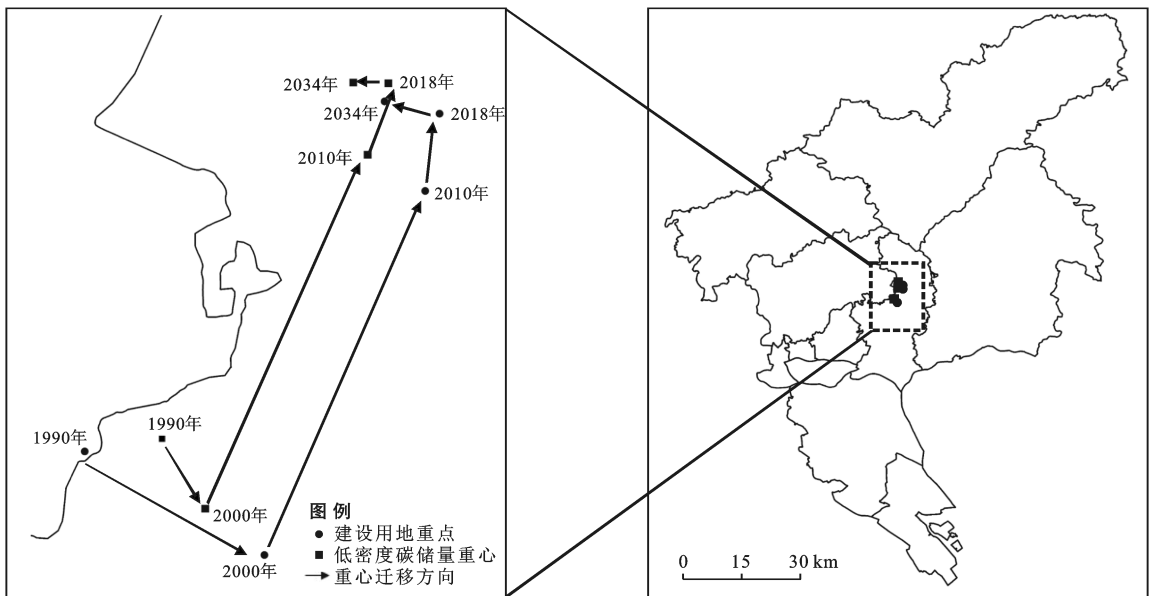 2034年
2018年
2034年
2018年
2010年
2010年
1990年
1990年
2000年
2000年
图例
建设用地重点
低密度碳储量重心
重心迁移方向
0 15 30 km